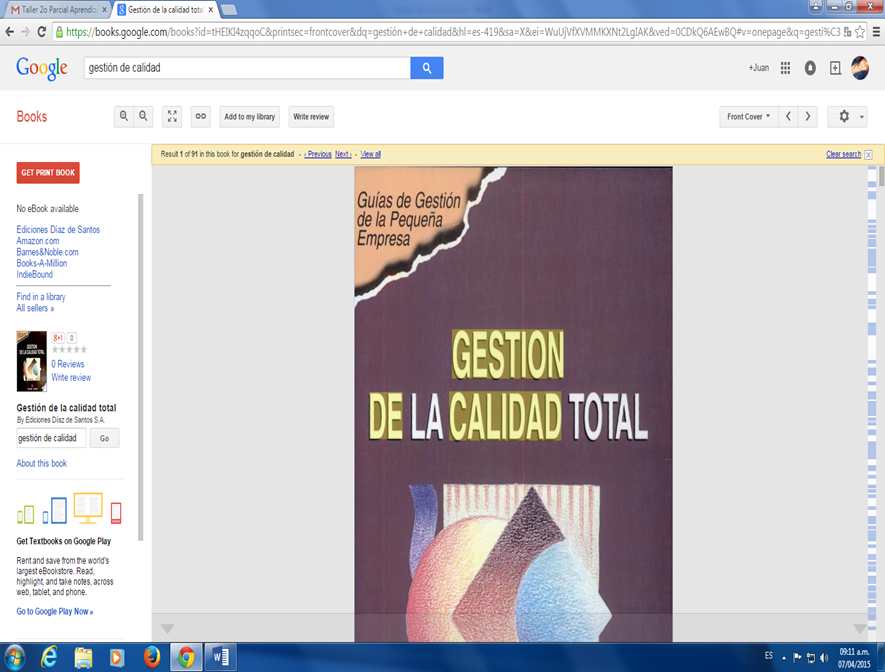 Taller 2o Parcial Aprendiz
Gestión de la calidad total
https://books.google.com/books?id=tHEJKI4zqqoC&printsec=frontcover&dq=gestión+de+calidad&hl=es-419&sa=X&ei=WuUjVfXVMMKXNt2LgIAK&ved=0CDkQ6AEwBQ#v=onepage&q=gesti%C3
Google
gestión de calidad
+Juan
Books
Add to my library
Write review
Front Cover
Result 1 of 91 in this book for gestión de calidad - ‹ Previous Next › - View all
Clear search
GET PRINT BOOK
No eBook available
Ediciones Díaz de Santos
Amazon.com
Barnes&Noble.com
Books-A-Million
IndieBound
Find in a library
All sellers »
g+1 0
0 Reviews
Write review
Gestión de la calidad total
By Ediciones Díaz de Santos S.A.
gestión de calidad
Go
About this book
Get Textbooks on Google Play
Rent and save from the world's
largest eBookstore. Read,
highlight, and take notes, across
web, tablet, and phone.
Go to Google Play Now »
Guías de Gestión
de la Pequeña
Empresa
GESTION
DE LA CALIDAD TOTAL
ES
09:11 a.m.
07/04/2015